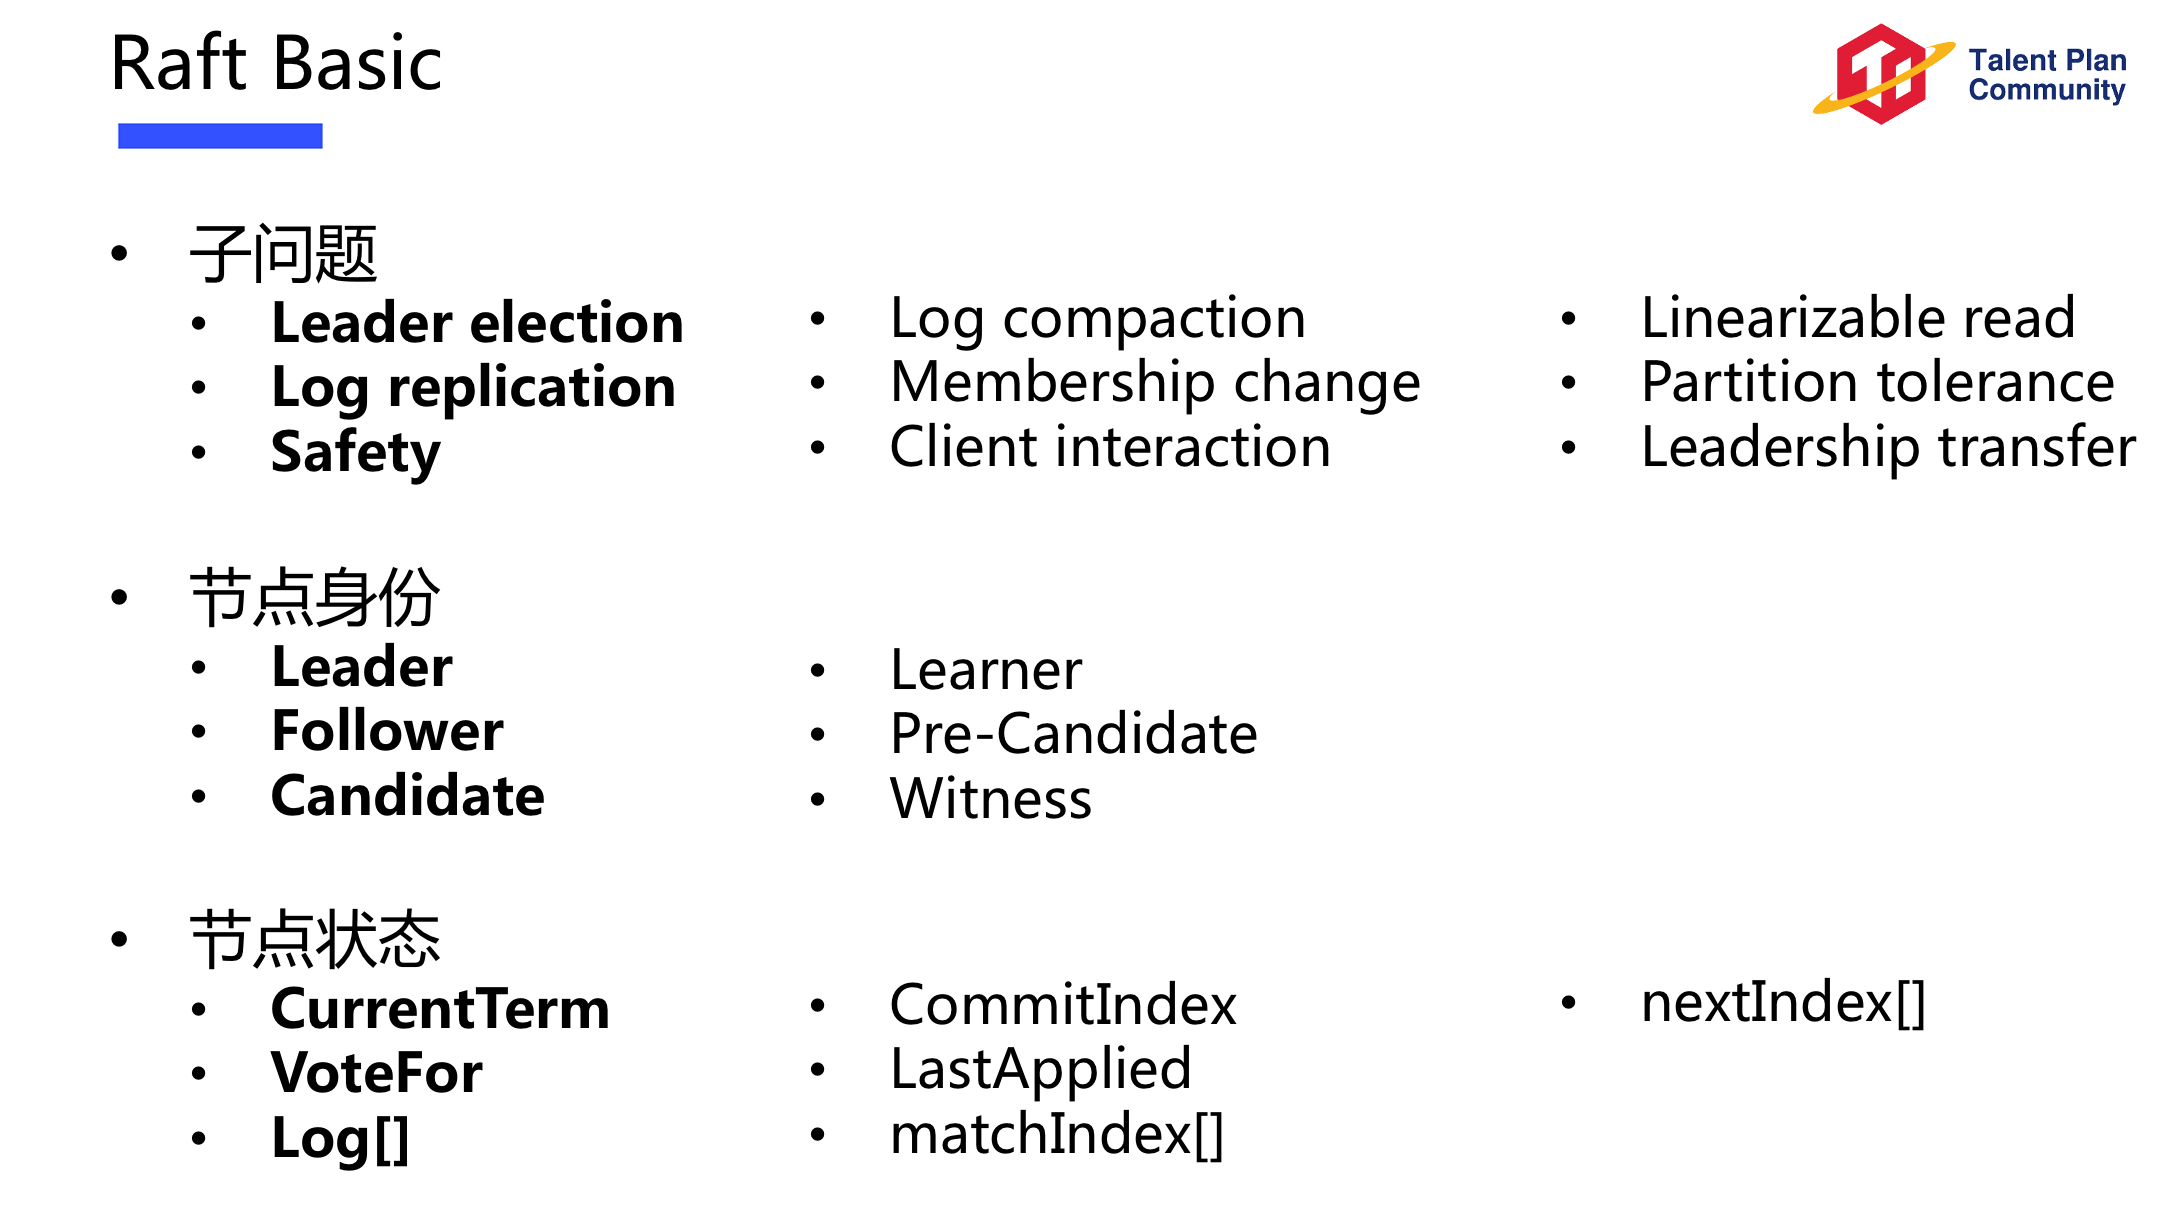 Raft Basic
Talent Plan
Community
• 子问题
• Leader election
• Log replication
• Safety
• Log compaction
• Membership change
• Client interaction
• Linearizable read
• Partition tolerance
• Leadership transfer
• 节点身份
• Leader
• Follower
• Candidate
• Learner
• Pre-Candidate
• Witness
• 节点状态
• CurrentTerm
• VoteFor
• Log[]
• CommitIndex
• LastApplied
• matchIndex[]
• nextIndex[]